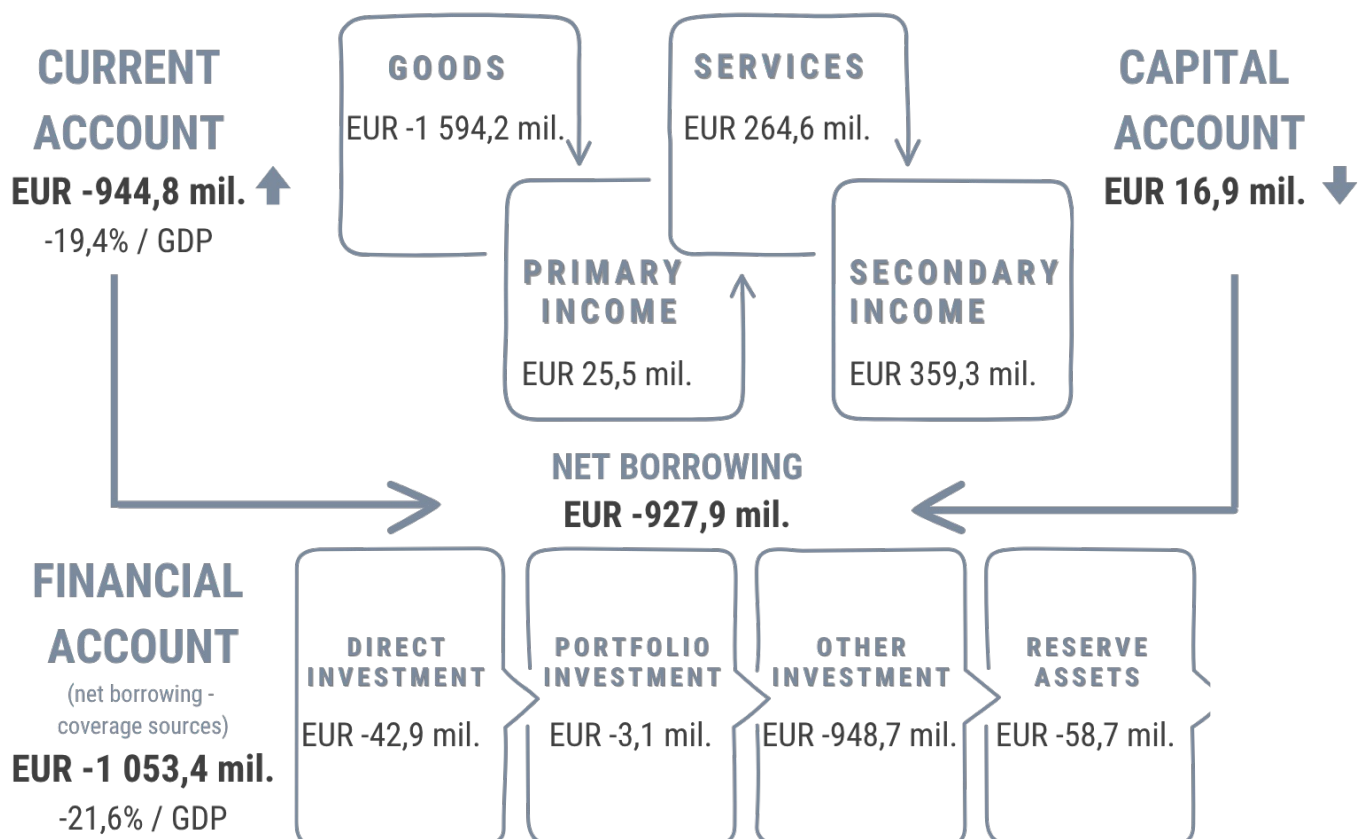 CURRENT
ACCOUNT
EUR -944,8 mil.
-19,4% / GDP
GOODS
EUR -1 594,2 mil.
SERVICES
EUR 264,6 mil.
PRIMARY
INCOME
EUR 25,5 mil.
SECONDARY
INCOME
EUR 359,3 mil.
CAPITAL
ACCOUNT
EUR 16,9 mil.
NET BORROWING
EUR -927,9 mil.
FINANCIAL
ACCOUNT
(net borrowing -
coverage sources)
EUR -1 053,4 mil.
-21,6% / GDP
DIRECT
INVESTMENT
EUR -42,9 mil.
PORTFOLIO
INVESTMENT
EUR -3,1 mil.
OTHER
INVESTMENT
EUR -948,7 mil.
RESERVE
ASSETS
EUR -58,7 mil.